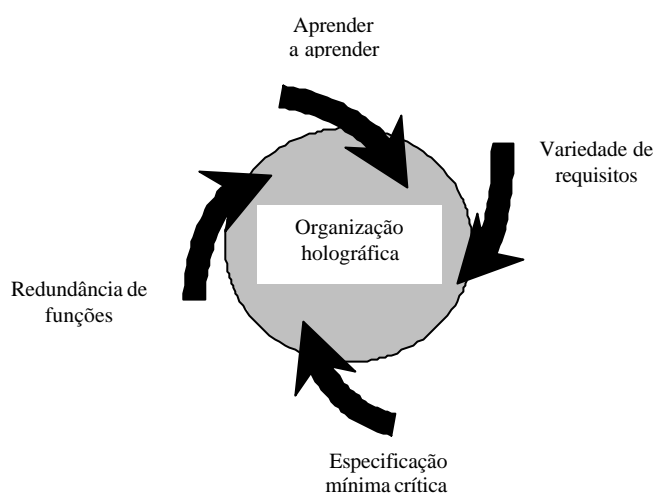 Aprender
a aprender
Variedade de
requisitos
Organização
holográfica
Redundância de
funções
Especificação
mínima crítica